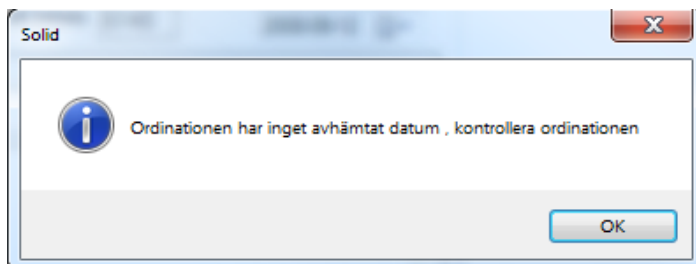 Solid
Ordinationen har inget avhämtat datum , kontrollera ordinationen
OK